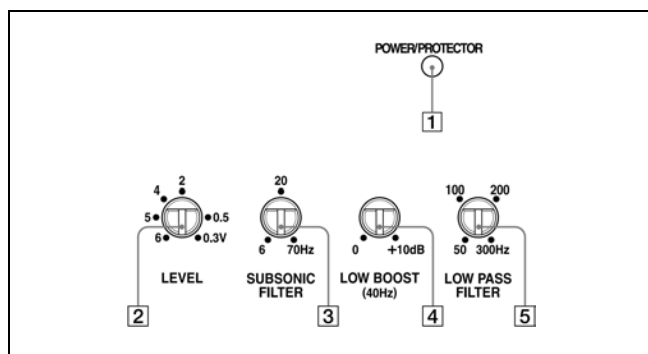 POWER/PROTECTOR
1
2
4
5
6
0.5
0.3V
LEVEL
2
20
6
70Hz
SUBSONIC
FILTER
3
0
+10dB
LOW BOOST
(40Hz)
4
100
200
50
300Hz
LOW PASS
FILTER
5